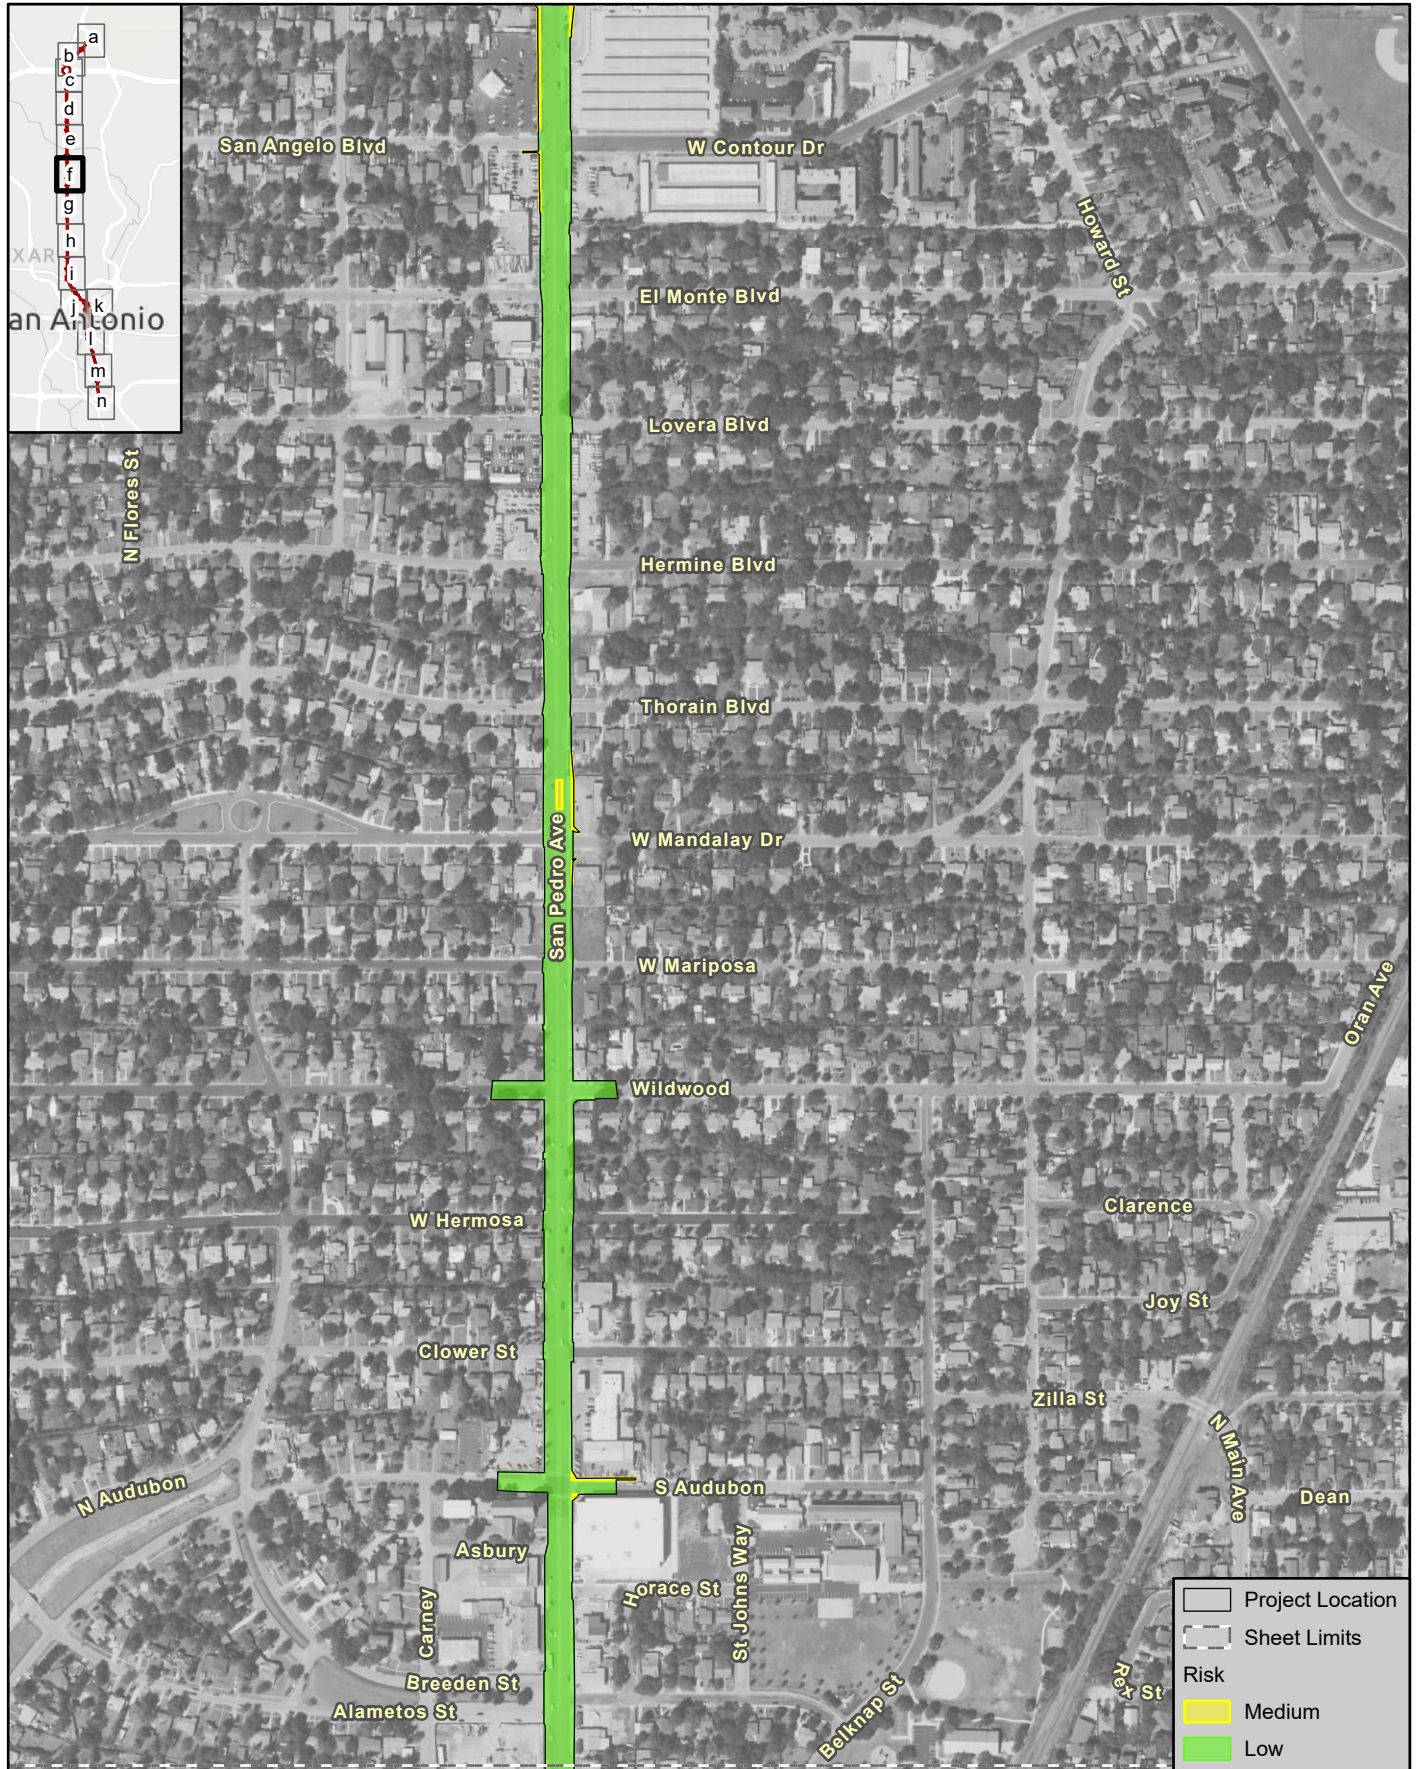 a
b
c
d
e
f
g
h
XAR
i
j
k
an Antonio
l
m
n
San Angelo Blvd
W Contour Dr
Howard St
El Monte Blvd
Lovera Blvd
N Flores St
Hermine Blvd
Thorain Blvd
San Pedro Ave
W Mandalay Dr
W Mariposa
Oran Ave
Wildwood
W Hermosa
Clarence
Joy St
Clower St
Zilla St
N Main Ave
N Audubon
S Audubon
Dean
Asbury
St Johns Way
Horace St
Carney
Breeden St
Alametos St
Belknap St
Rex St
Project Location
Sheet Limits
Risk
Medium
Low